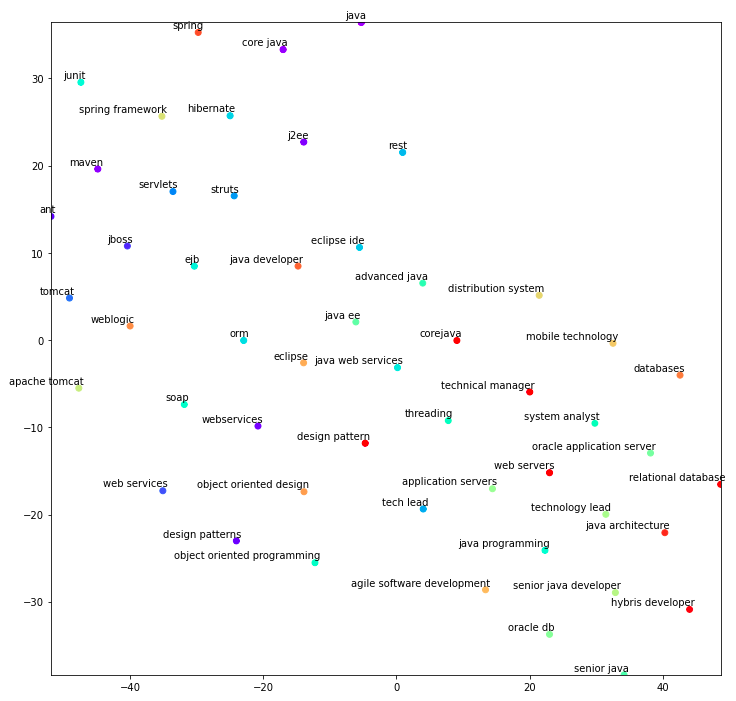 java
spring
core java
junit
spring framework
hibernate
j2ee
rest
maven
servlets
struts
ant
jboss
eclipse ide
ejb
java developer
advanced java
tomcat
distribution system
weblogic
java ee
orm
corejava
mobile technology
eclipse
java web services
databases
apache tomcat
technical manager
soap
webservices
threading
system analyst
design pattern
oracle application server
web servers
relational database
web services
object oriented design
application servers
tech lead
technology lead
java architecture
design patterns
java programming
object oriented programming
agile software development
senior java developer
hybris developer
oracle db
senior java
30
20
10
0
−10
−20
−30
−40
−20
0
20
40